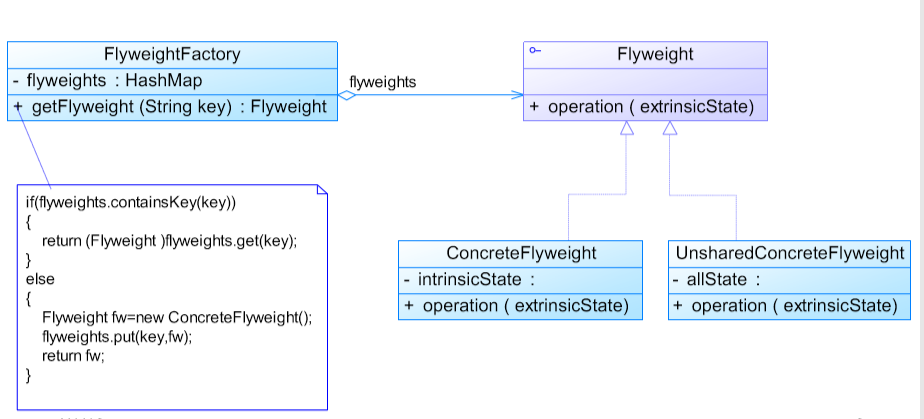 FlyweightFactory
- flyweights : HashMap
+ getFlyweight (String key) : Flyweight
flyweights
Flyweight
+ operation ( extrinsicState)
if(flyweights.containsKey(key))
{
return (Flyweight )flyweights.get(key);
}
else
{
Flyweight fw=new ConcreteFlyweight();
flyweights.put(key,fw);
return fw;
}
ConcreteFlyweight
- intrinsicState :
+ operation ( extrinsicState)
UnsharedConcreteFlyweight
- allState :
+ operation ( extrinsicState)